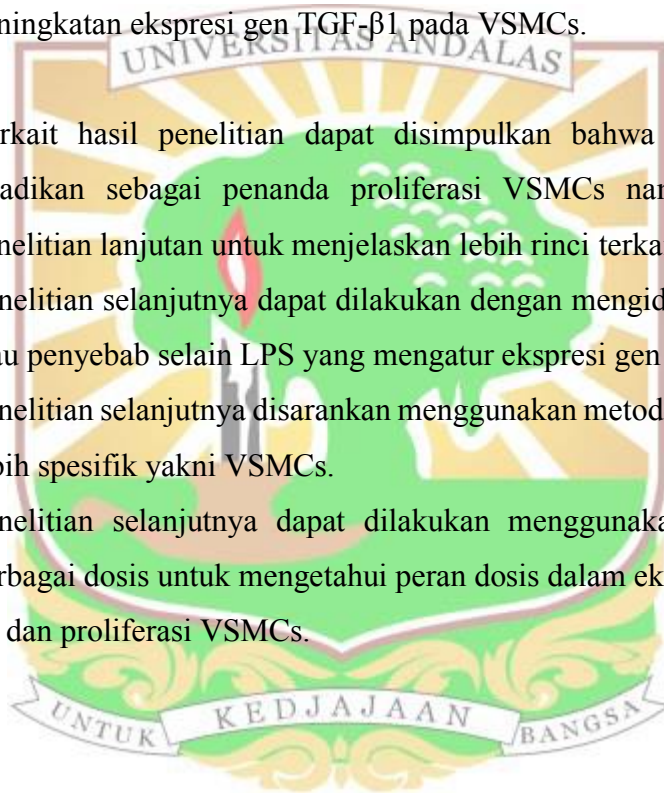 ningkatan ekspresi gen TGF-β1 pada VSMCs.
UNIVERSITAS ANDALAS
rkait hasil penelitian dapat disimpulkan bahwa
adikan sebagai penanda proliferasi VSMCs nan
nelitian lanjutan untuk menjelaskan lebih rinci terka
nelitian selanjutnya dapat dilakukan dengan mengid
au penyebab selain LPS yang mengatur ekspresi gen
nelitian selanjutnya disarankan menggunakan metod
bih spesifik yakni VSMCs.
nelitian selanjutnya dapat dilakukan menggunaka
rbagai dosis untuk mengetahui peran dosis dalam ek
dan proliferasi VSMCs.
UNTUK KEDJAJAAN BANGSA